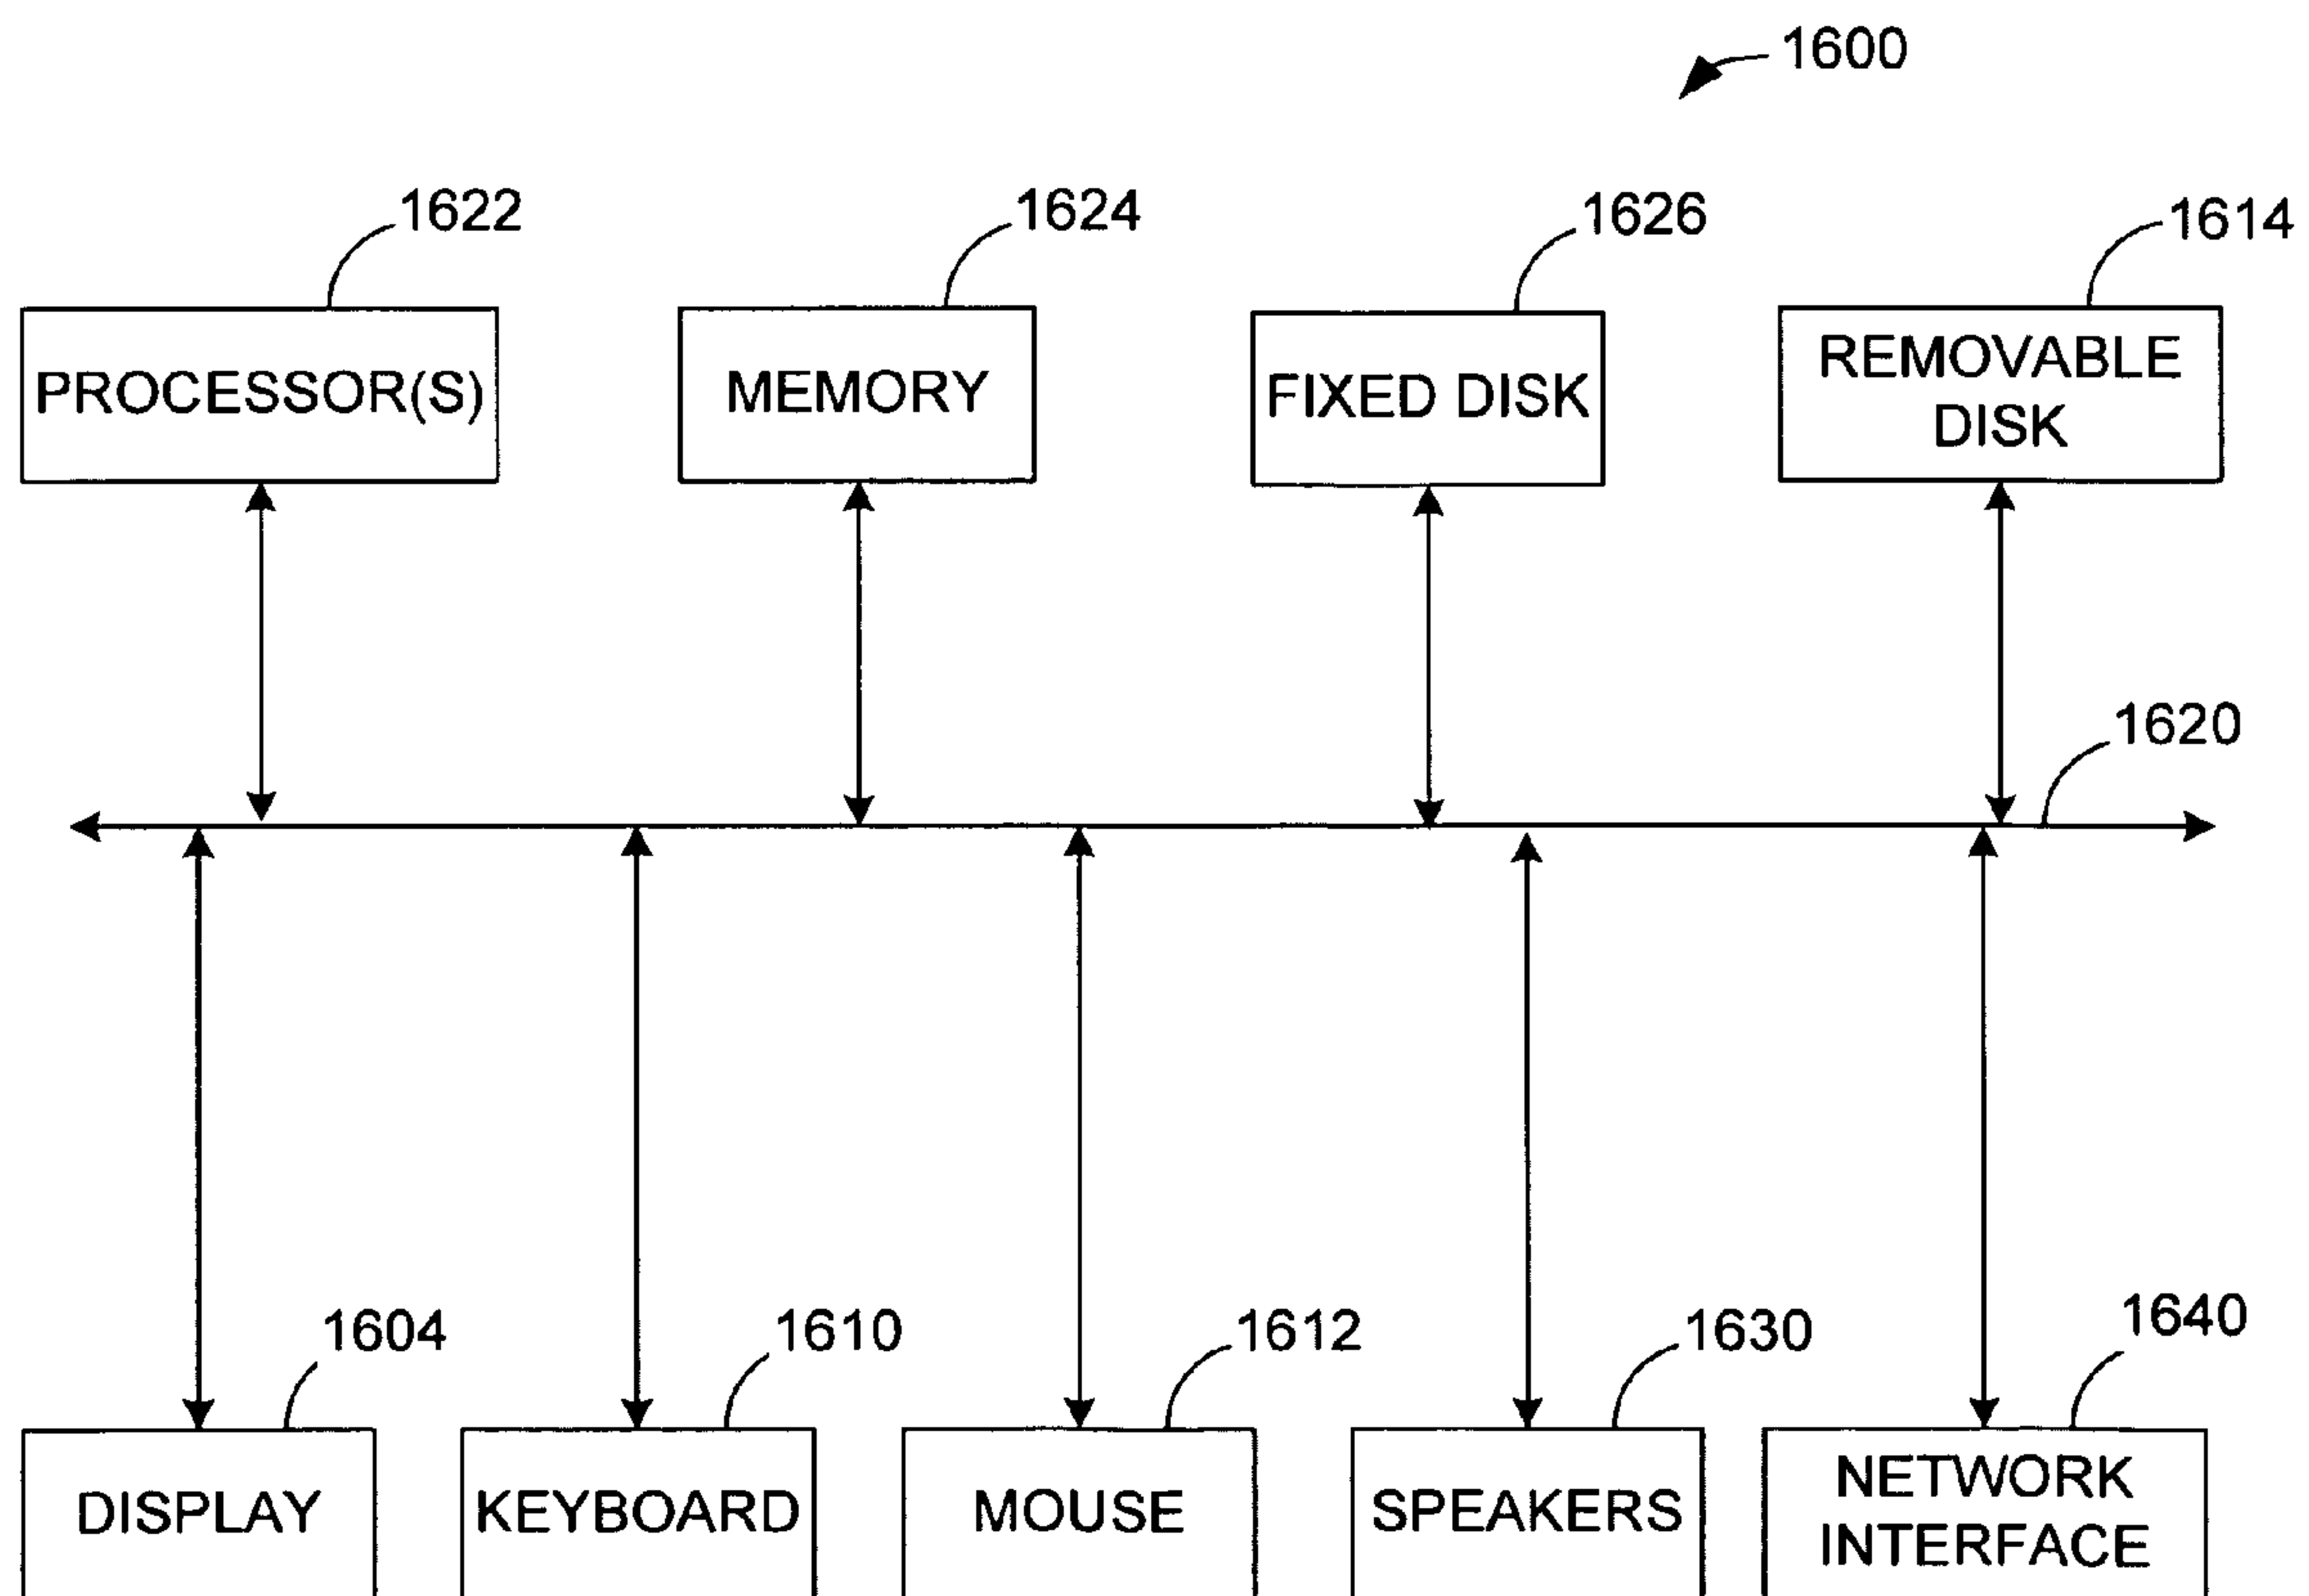 1600
1622
1624
1626
1614
PROCESSOR(S)
MEMORY
FIXED DISK
REMOVABLE
DISK
1620
1604
1610
1612
1630
1640
DISPLAY
KEYBOARD
MOUSE
SPEAKERS
NETWORK
INTERFACE